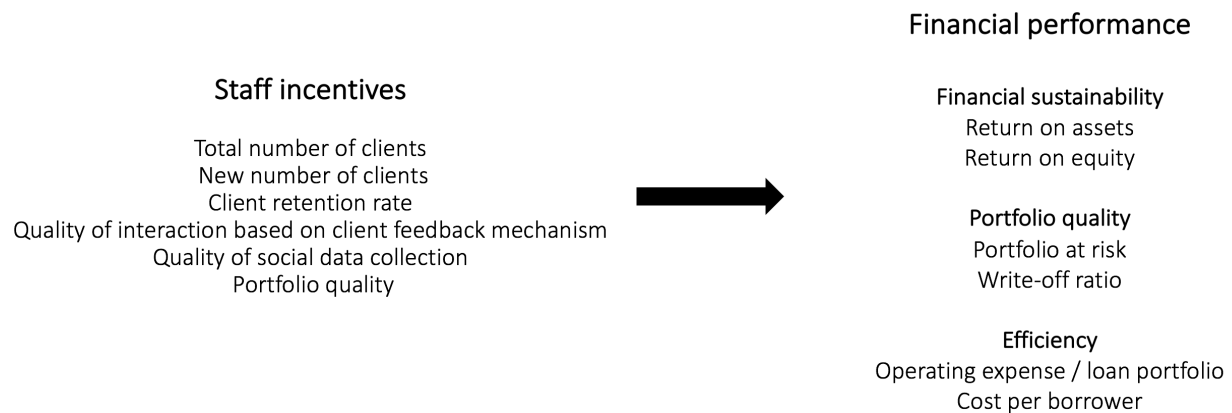 Staff incentives
Total number of clients
New number of clients
Client retention rate
Quality of interaction based on client feedback mechanism
Quality of social data collection
Portfolio quality
Financial performance
Financial sustainability
Return on assets
Return on equity
Portfolio quality
Portfolio at risk
Write-off ratio
Efficiency
Operating expense / loan portfolio
Cost per borrower